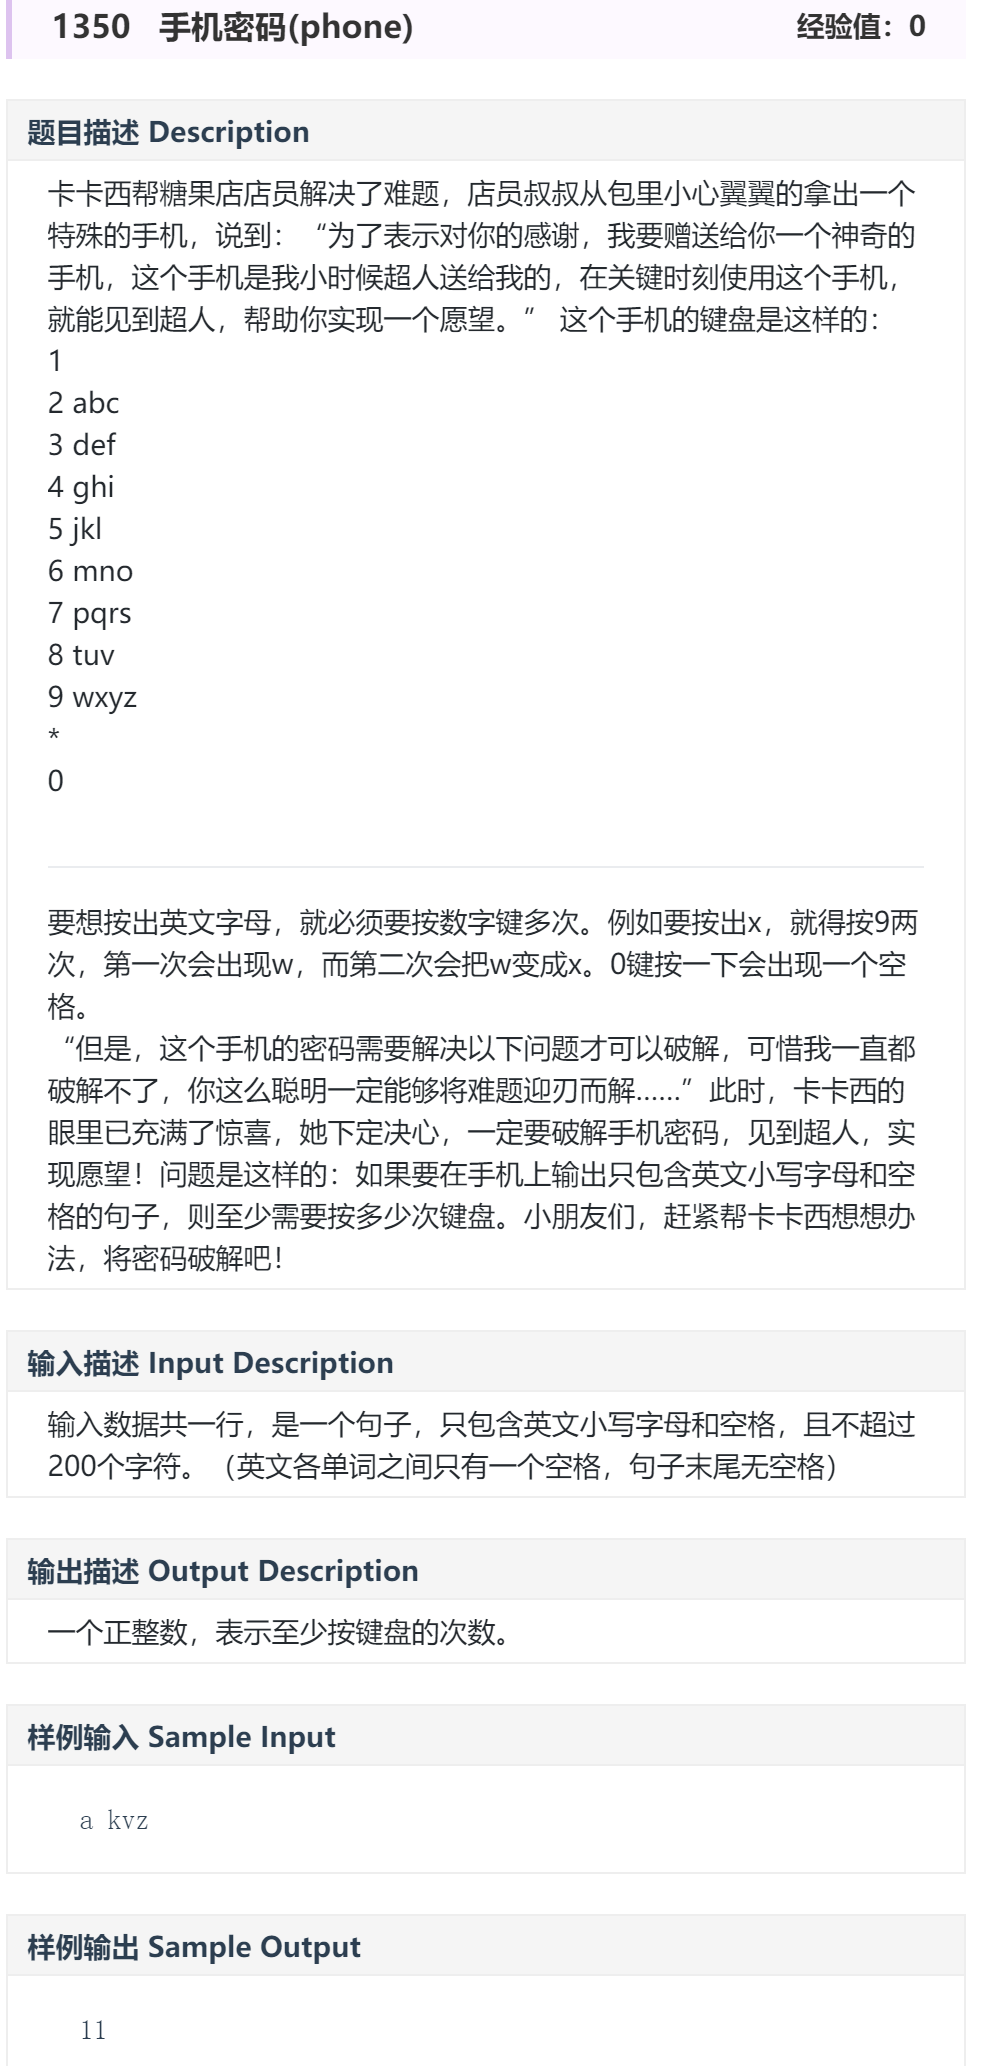 1350 手机密码(phone) 经验值：0
题目描述 Description
卡卡西帮糖果店店员解决了难题，店员叔叔从包里小心翼翼的拿出一个
特殊的手机，说到：“为了表示对你的感谢，我要赠送给你一个神奇的
手机，这个手机是我小时候超人送给我的，在关键时刻使用这个手机，
就能见到超人，帮助你实现一个愿望。” 这个手机的键盘是这样的：
1
2 abc
3 def
4 ghi
5 jkl
6 mno
7 pqrs
8 tuv
9 wxyz
*
0
要想按出英文字母，就必须要按数字键多次。例如要按出x，就得按9两
次，第一次会出现w，而第二次会把w变成x。0键按一下会出现一个空
格。
“但是，这个手机的密码需要解决以下问题才可以破解，可惜我一直都
破解不了，你这么聪明一定能够将难题迎刃而解......”此时，卡卡西的
眼里已充满了惊喜，她下定决心，一定要破解手机密码，见到超人，实
现愿望！问题是这样的：如果要在手机上输出只包含英文小写字母和空
格的句子，则至少需要按多少次键盘。小朋友们，赶紧帮卡卡西想想办
法，将密码破解吧！
输入描述 Input Description
输入数据共一行，是一个句子，只包含英文小写字母和空格，且不超过
200个字符。（英文各单词之间只有一个空格，句子末尾无空格）
输出描述 Output Description
一个正整数，表示至少按键盘的次数。
样例输入 Sample Input
a kvz
样例输出 Sample Output
11